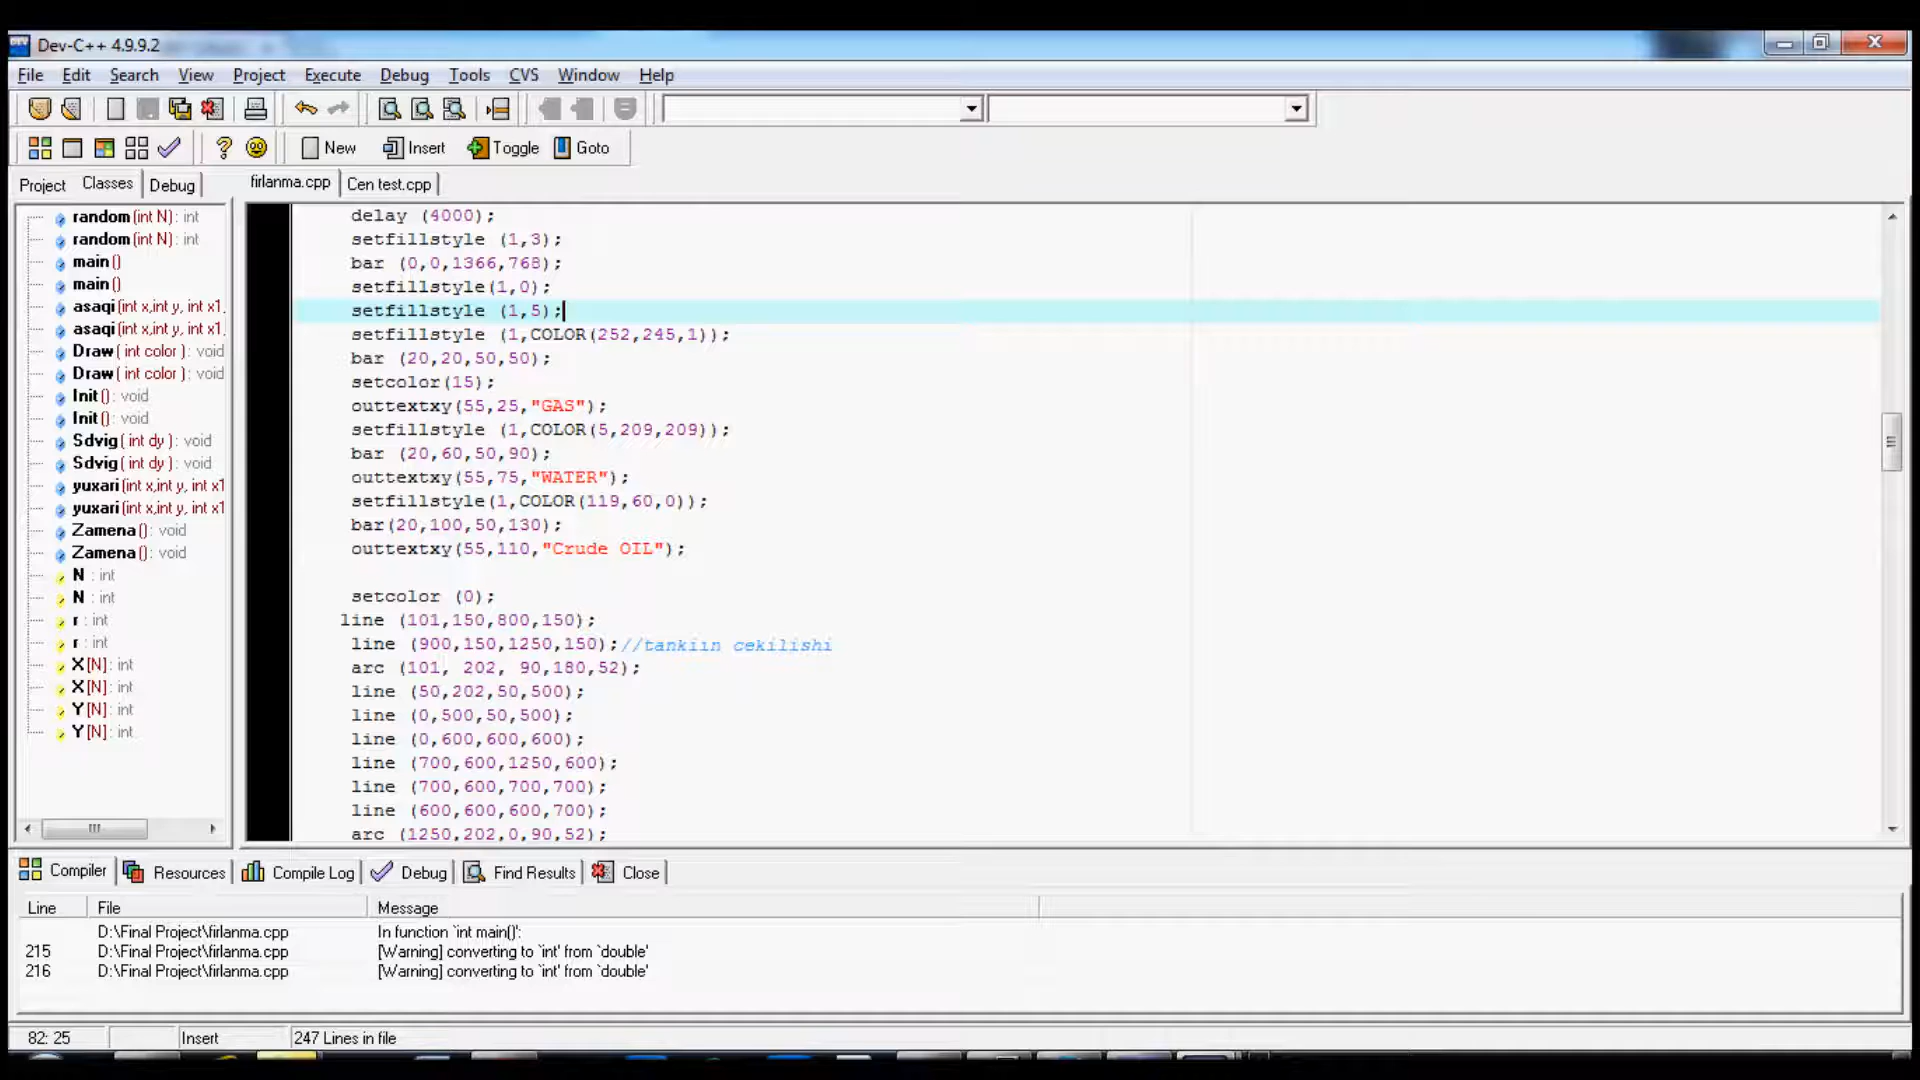 Dev-C++ 4.9.9.2
File Edit Search View Project Execute Debug Tools CVS Window Help
New Insert Toggle Goto
Project Classes Debug
firlanma.cpp Cen test.cpp
random (int N) : int
random (int N) : int
main ()
main ()
asaqi (int x,int y, int x1,
asaqi (int x,int y, int x1,
Draw ( int color ) : void
Draw ( int color ) : void
Init () : void
Init () : void
Sdvig ( int dy ) : void
Sdvig ( int dy ) : void
yuxari (int x,int y, int x1
yuxari (int x,int y, int x1
Zamena () : void
Zamena () : void
N : int
N : int
r : int
r : int
X [N] : int
X [N] : int
Y [N] : int
Y [N] : int
delay (4000);
setfillstyle (1,3);
bar (0,0,1366,768);
setfillstyle(1,0);
setfillstyle (1,5);
setfillstyle (1,COLOR(252,245,1));
bar (20,20,50,50);
setcolor(15);
outtextxy(55,25,"GAS");
setfillstyle (1,COLOR(5,209,209));
bar (20,60,50,90);
outtextxy(55,75,"WATER");
setfillstyle(1,COLOR(119,60,0));
bar(20,100,50,130);
outtextxy(55,110,"Crude OIL");
setcolor (0);
line (101,150,800,150);
line (900,150,1250,150);//tankiın cekilishi
arc (101, 202, 90,180,52);
line (50,202,50,500);
line (0,500,50,500);
line (0,600,600,600);
line (700,600,1250,600);
line (700,600,700,700);
line (600,600,600,700);
arc (1250,202,0,90,52);
Compiler Resources Compile Log Debug Find Results Close
Line File Message
D:\Final Project\firlanma.cpp In function `int main()':
215 D:\Final Project\firlanma.cpp [Warning] converting to `int' from `double'
216 D:\Final Project\firlanma.cpp [Warning] converting to `int' from `double'
82: 25 Insert 247 Lines in file